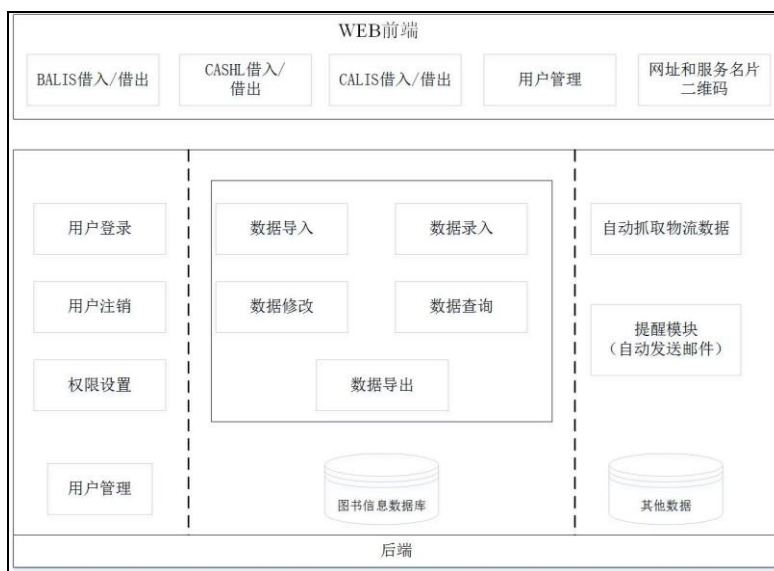 WEB前端
BALIS借入/借出
CASHL借入/
借出
CALIS借入/借出
用户管理
网址和服务名片
二维码
用户登录
用户注销
权限设置
用户管理
数据导入
数据录入
数据修改
数据查询
数据导出
图书信息数据库
自动抓取物流数据
提醒模块
（自动发送邮件）
其他数据
后端